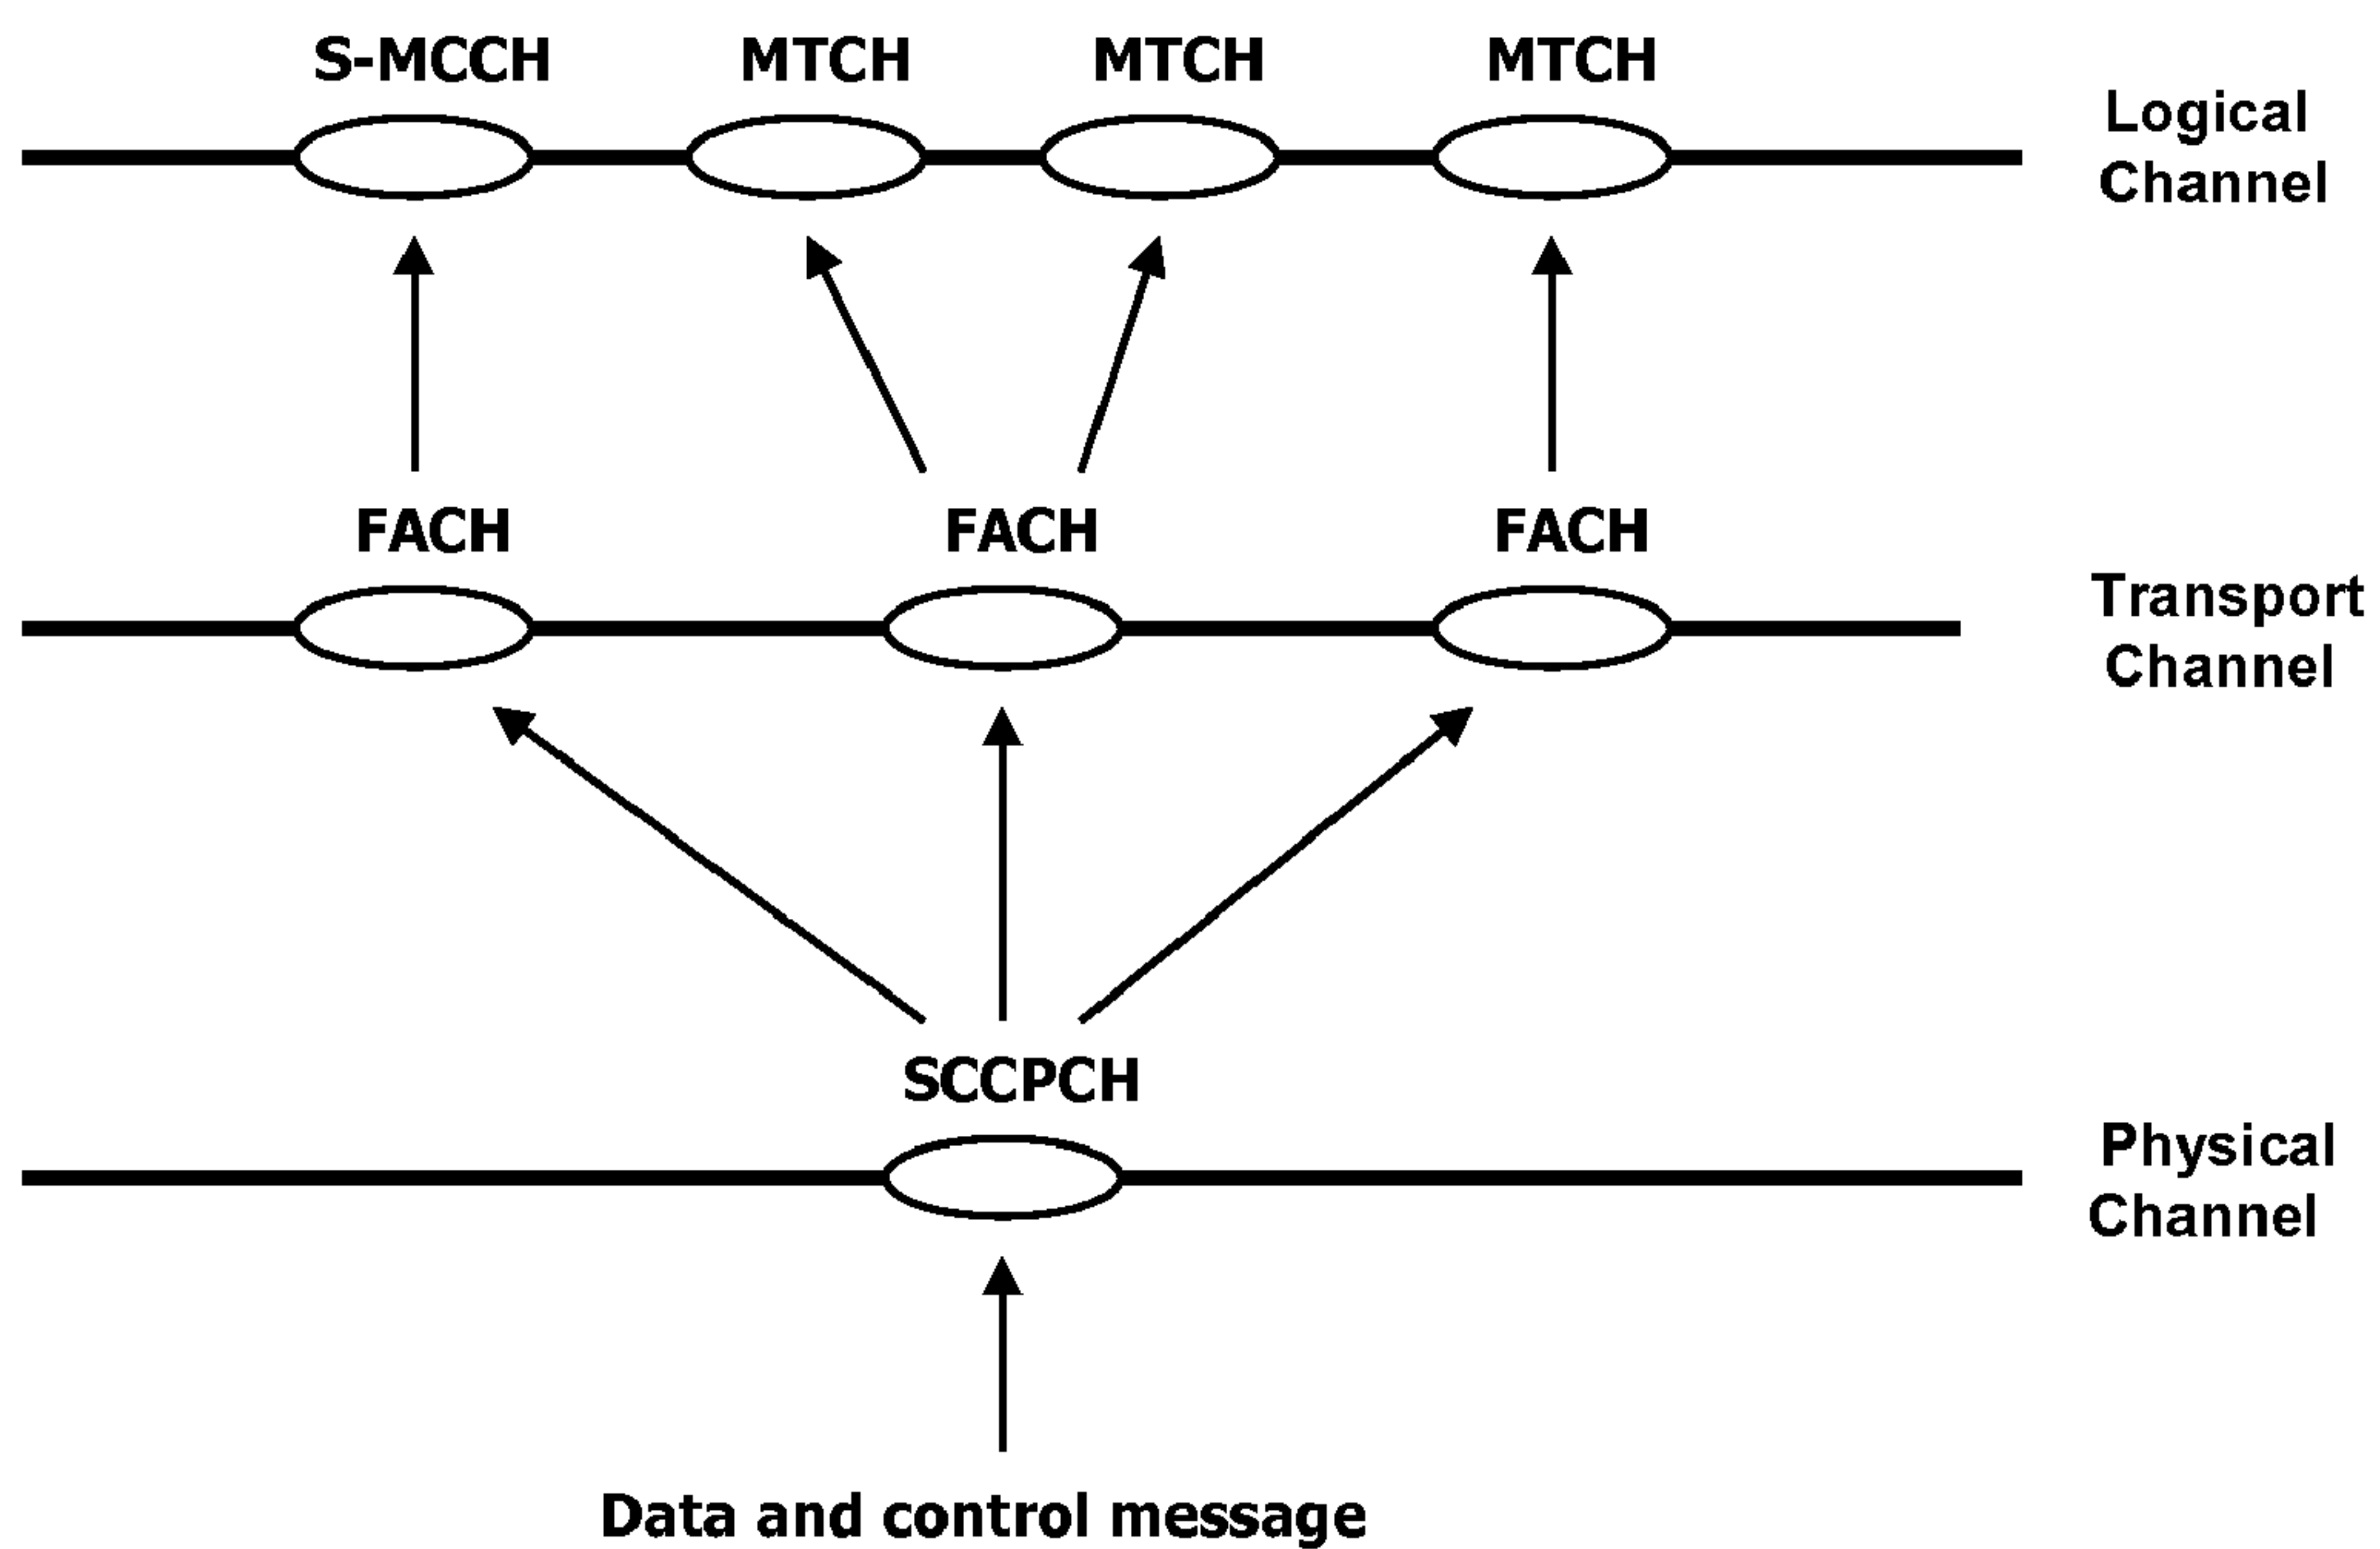 S-MCCH
MTCH
MTCH
MTCH
Logical
Channel
FACH
FACH
FACH
Transport
Channel
SCCPCH
Physical
Channel
Data and control message